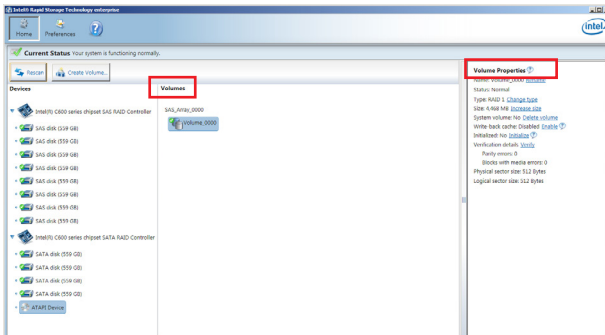 Intel® Rapid Storage Technology enterprise
Home
Preferences
intel
Current Status Your system is functioning normally.
Rescan
Create Volume...
Devices
Intel(R) C600 series chipset SAS RAID Controller
SAS disk (559 GB)
SAS disk (559 GB)
SAS disk (559 GB)
SAS disk (559 GB)
SAS disk (559 GB)
SAS disk (559 GB)
SAS disk (559 GB)
SAS disk (559 GB)
Intel(R) C600 series chipset SATA RAID Controller
SATA disk (559 GB)
SATA disk (559 GB)
SATA disk (559 GB)
SATA disk (559 GB)
ATAPI Device
Volumes
SAS_Array_0000
Volume_0000
Volume Properties
Name: Volume_0000 Rename
Status: Normal
Type: RAID 1 Change type
Size: 4,468 MB Increase size
System volume: No Delete volume
Write-back cache: Disabled Enable
Initialized: No Initialize
Verification details Verify
Parity errors: 0
Blocks with media errors: 0
Physical sector size: 512 Bytes
Logical sector size: 512 Bytes